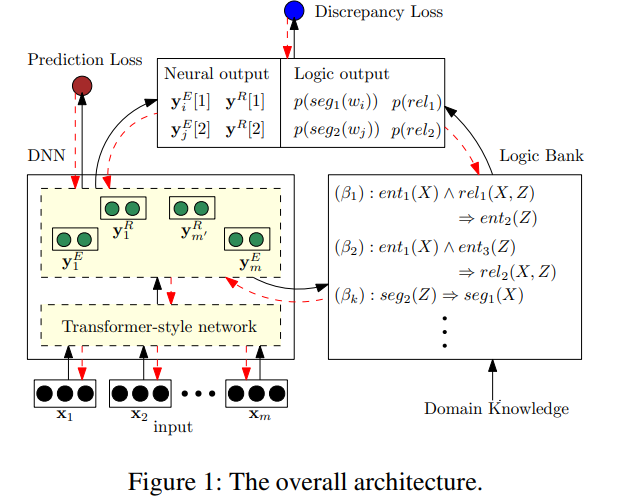 Discrepancy Loss
Prediction Loss
Neural output
Logic output
y_i^E[1] y^R[1]
p(seg_1(w_i)) p(rel_1)
y_j^E[2] y^R[2]
p(seg_2(w_j)) p(rel_2)
DNN
Logic Bank
y_1^E
y_1^R
y_{m'}^R
y_m^E
Transformer-style network
(β_1) : ent_1(X) ∧ rel_1(X, Z)
⇒ ent_2(Z)
(β_2) : ent_1(X) ∧ ent_3(Z)
⇒ rel_2(X, Z)
(β_k) : seg_2(Z) ⇒ seg_1(X)
x_1
x_2
x_m
input
Domain Knowledge
Figure 1: The overall architecture.